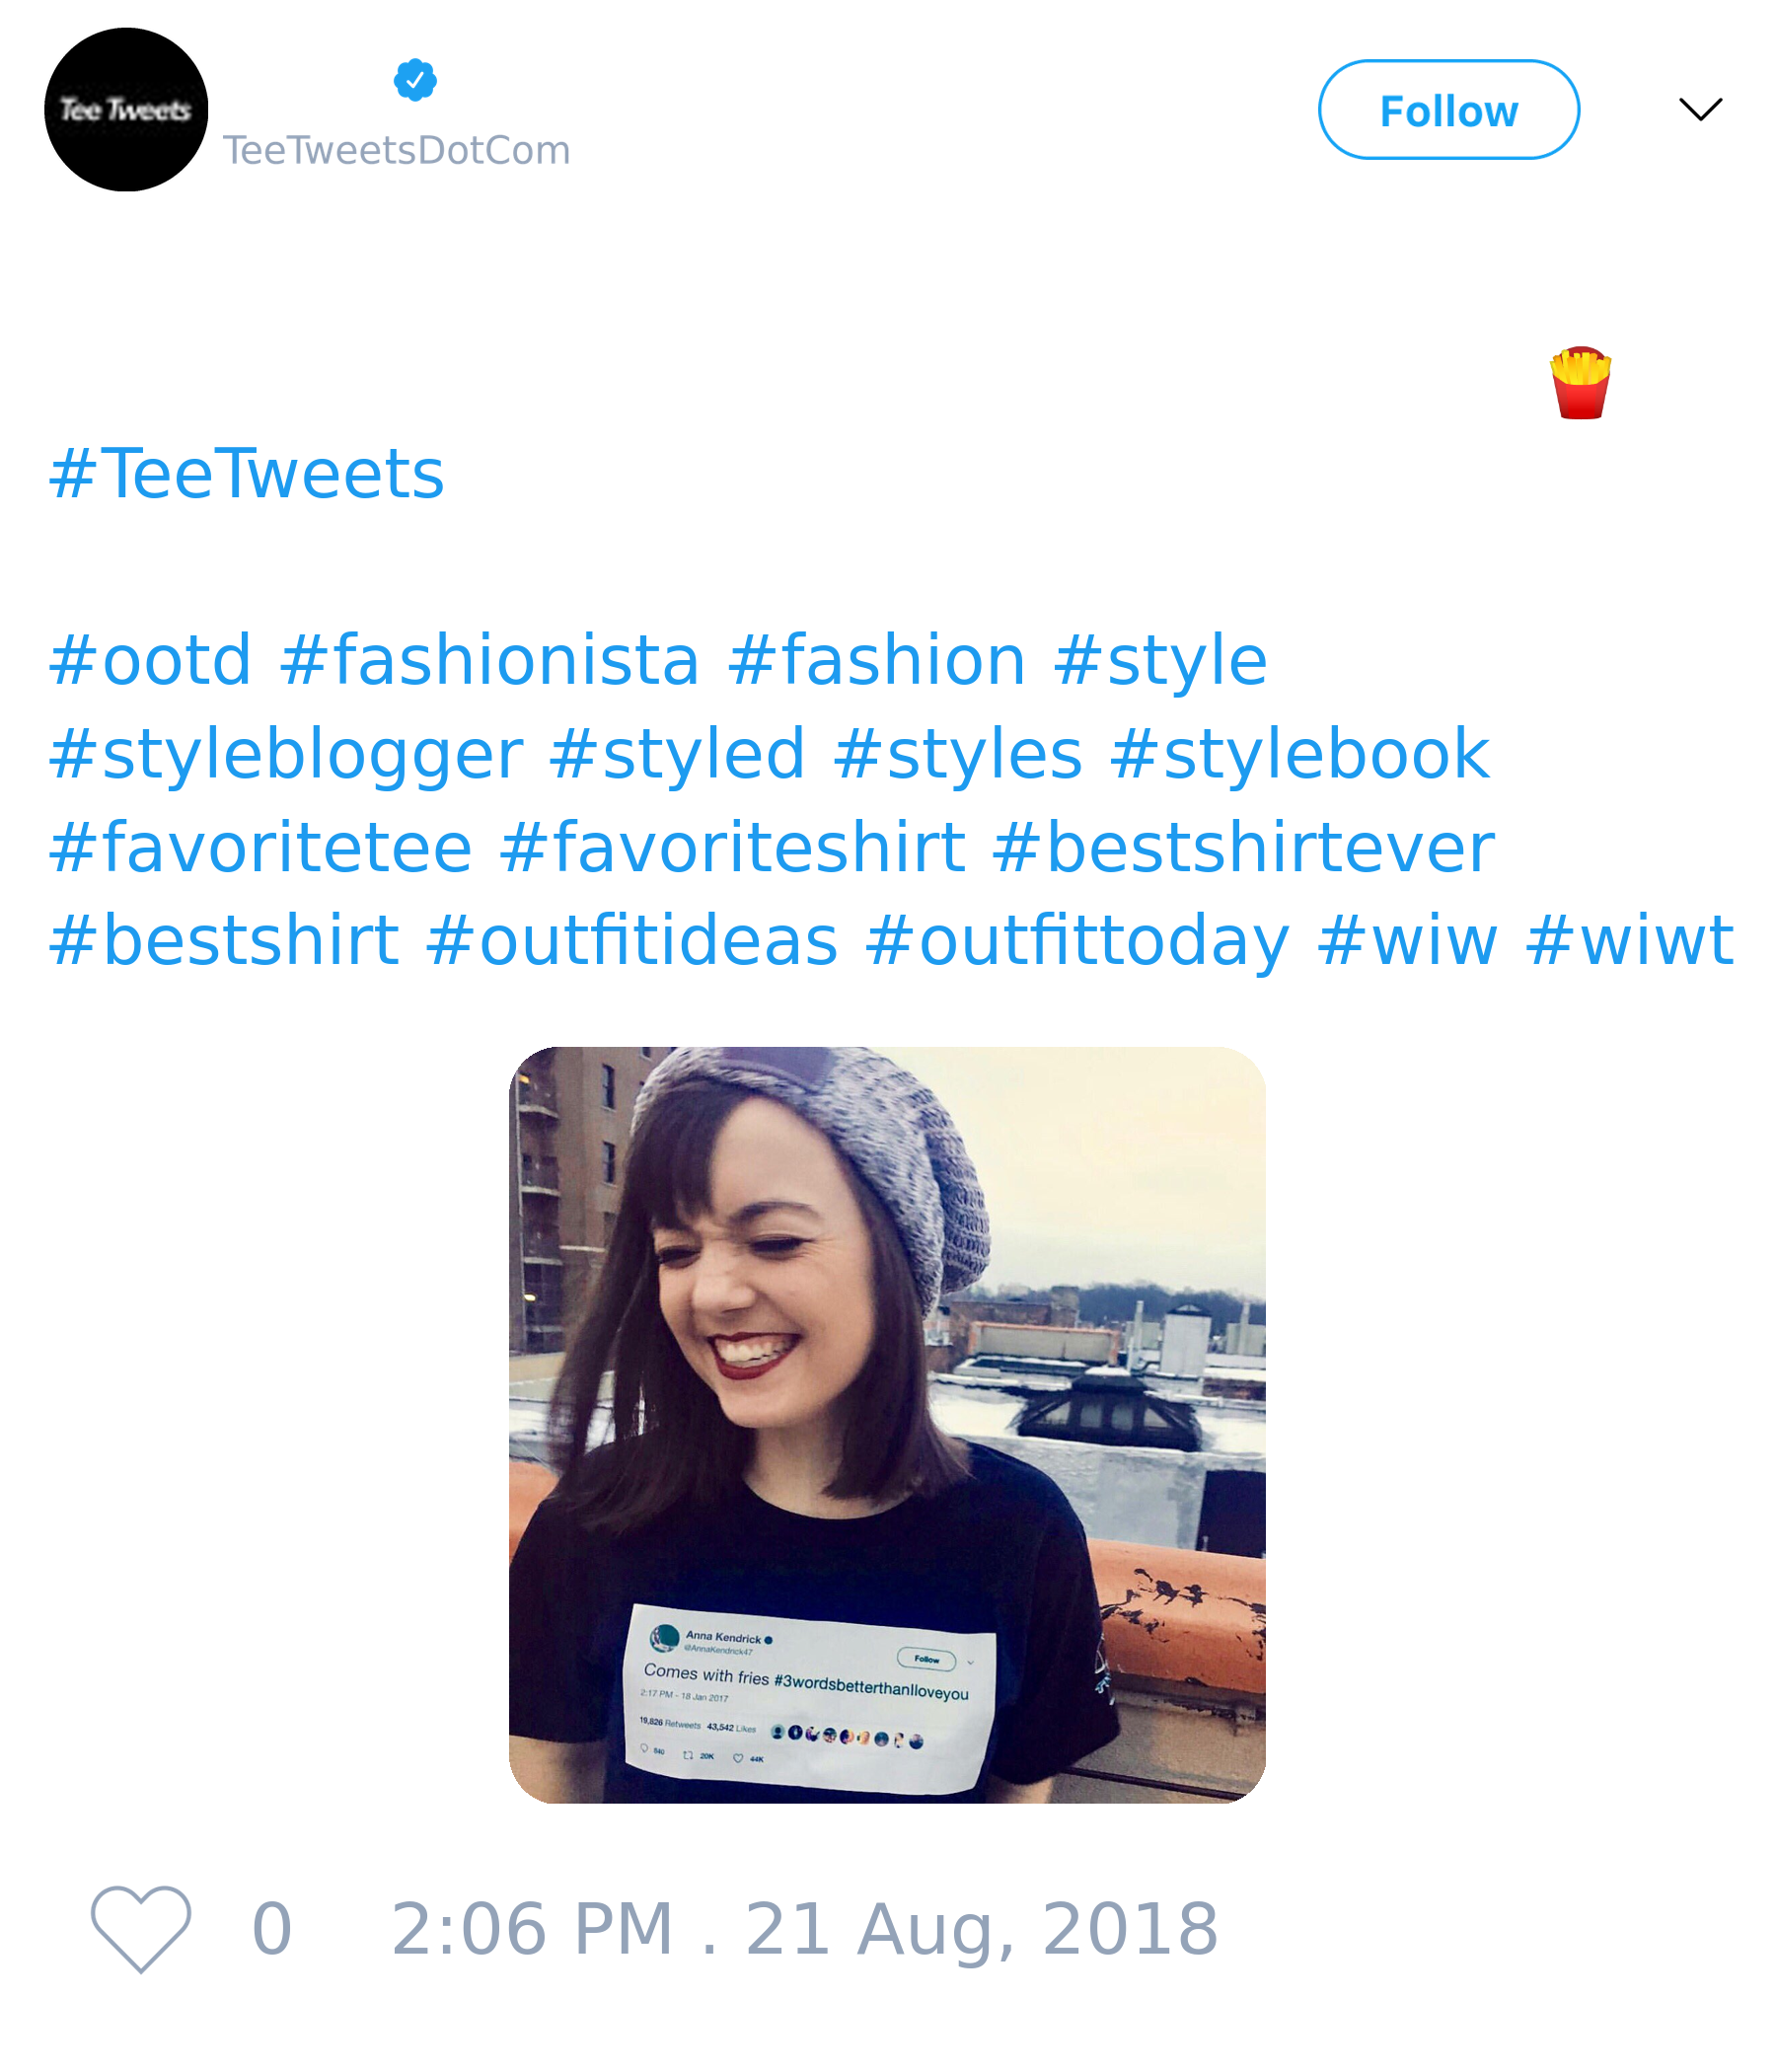 Tee Tweets
TeeTweetsDotCom
Follow
🍟
#TeeTweets
#ootd #fashionista #fashion #style
#styleblogger #styled #styles #stylebook
#favoritetee #favoriteshirt #bestshirtever
#bestshirt #outfitideas #outfittoday #wiw #wiwt
Anna Kendrick
@AnnaKendrick47
Follow
Comes with fries #3wordsbetterthanIloveyou
2:17 PM - 18 Jan 2017
19,826 Retweets 43,542 Likes
840 20K 44K
0 2:06 PM . 21 Aug, 2018